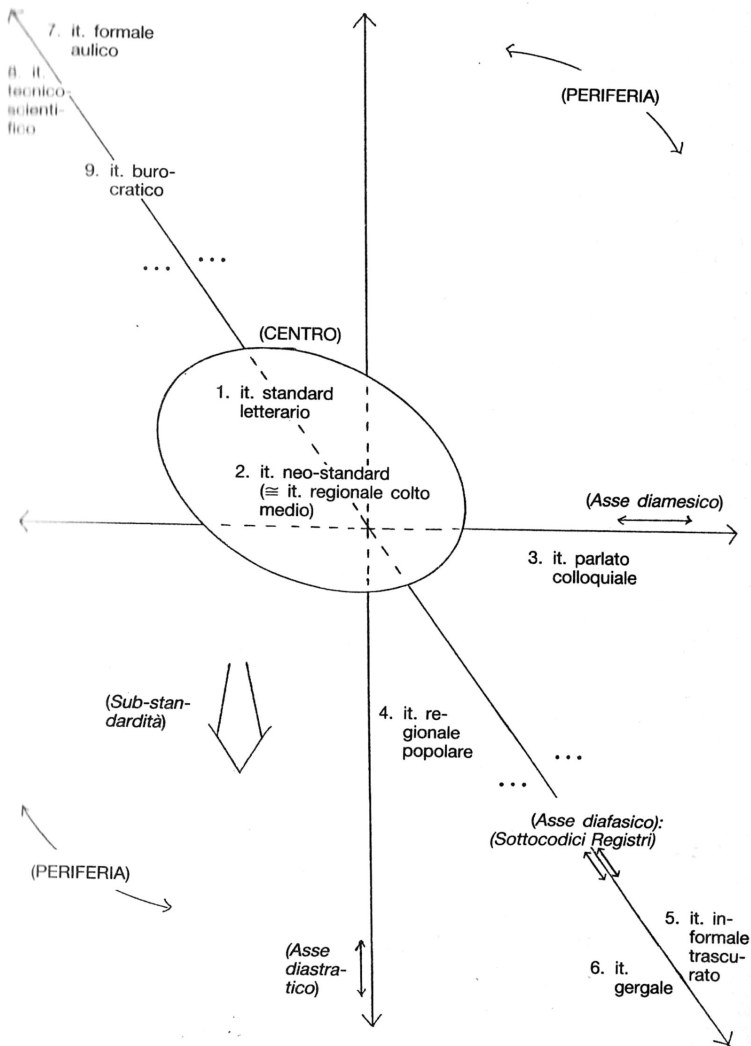 7. it. formale
aulico
8. it.
tecnico-
scienti-
fico
(PERIFERIA)
9. it. buro-
cratico
... ...
(CENTRO)
1. it. standard
letterario
2. it. neo-standard
(≅ it. regionale colto
medio)
(Asse diamesico)
3. it. parlato
colloquiale
(Sub-stan-
dardità)
4. it. re-
gionale
popolare
... ...
(Asse diafasico):
(Sottocodici Registri)
(PERIFERIA)
5. it. in-
formale
trascu-
rato
6. it.
gergale
(Asse
diastra-
tico)